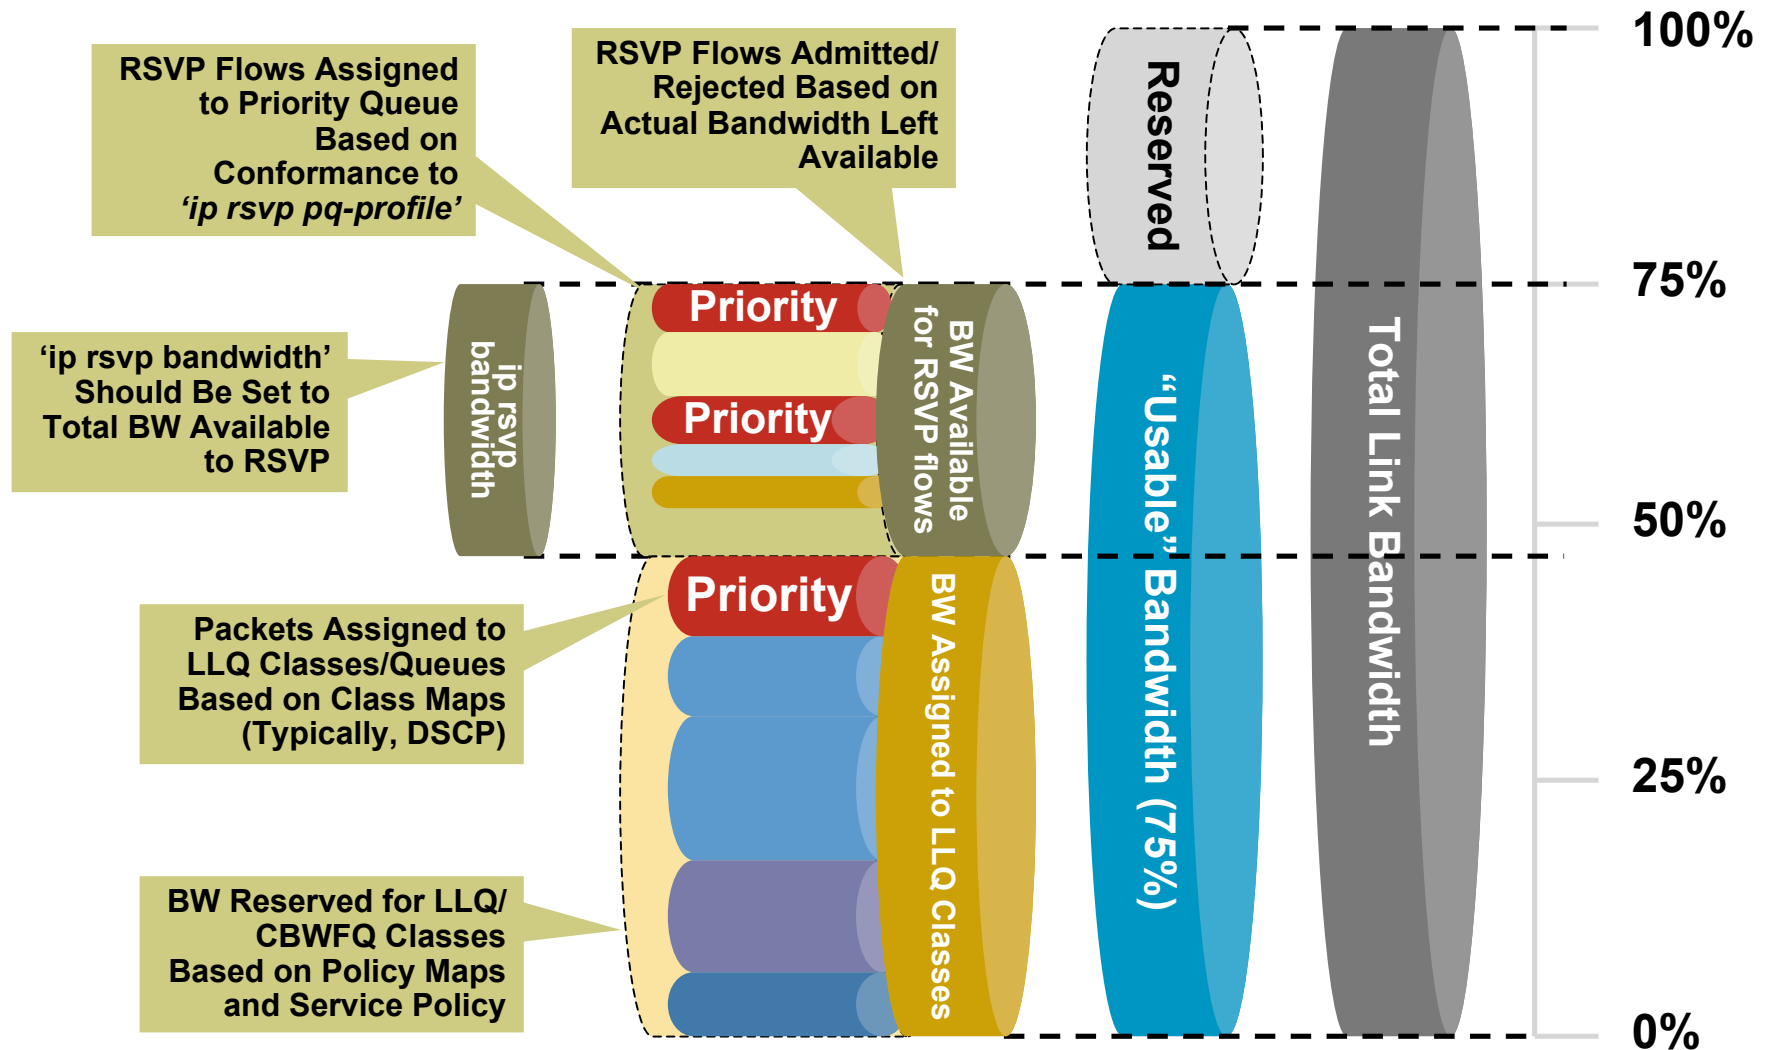 RSVP Flows Assigned
to Priority Queue
Based on
Conformance to
‘ip rsvp pq-profile’
RSVP Flows Admitted/
Rejected Based on
Actual Bandwidth Left
Available
Reserved
100%
75%
50%
25%
0%
‘ip rsvp bandwidth’
Should Be Set to
Total BW Available
to RSVP
ip rsvp
bandwidth
Priority
Priority
BW Available
for RSVP flows
“Usable” Bandwidth (75%)
Total Link Bandwidth
Packets Assigned to
LLQ Classes/Queues
Based on Class Maps
(Typically, DSCP)
Priority
BW Assigned to LLQ Classes
BW Reserved for LLQ/
CBWFQ Classes
Based on Policy Maps
and Service Policy